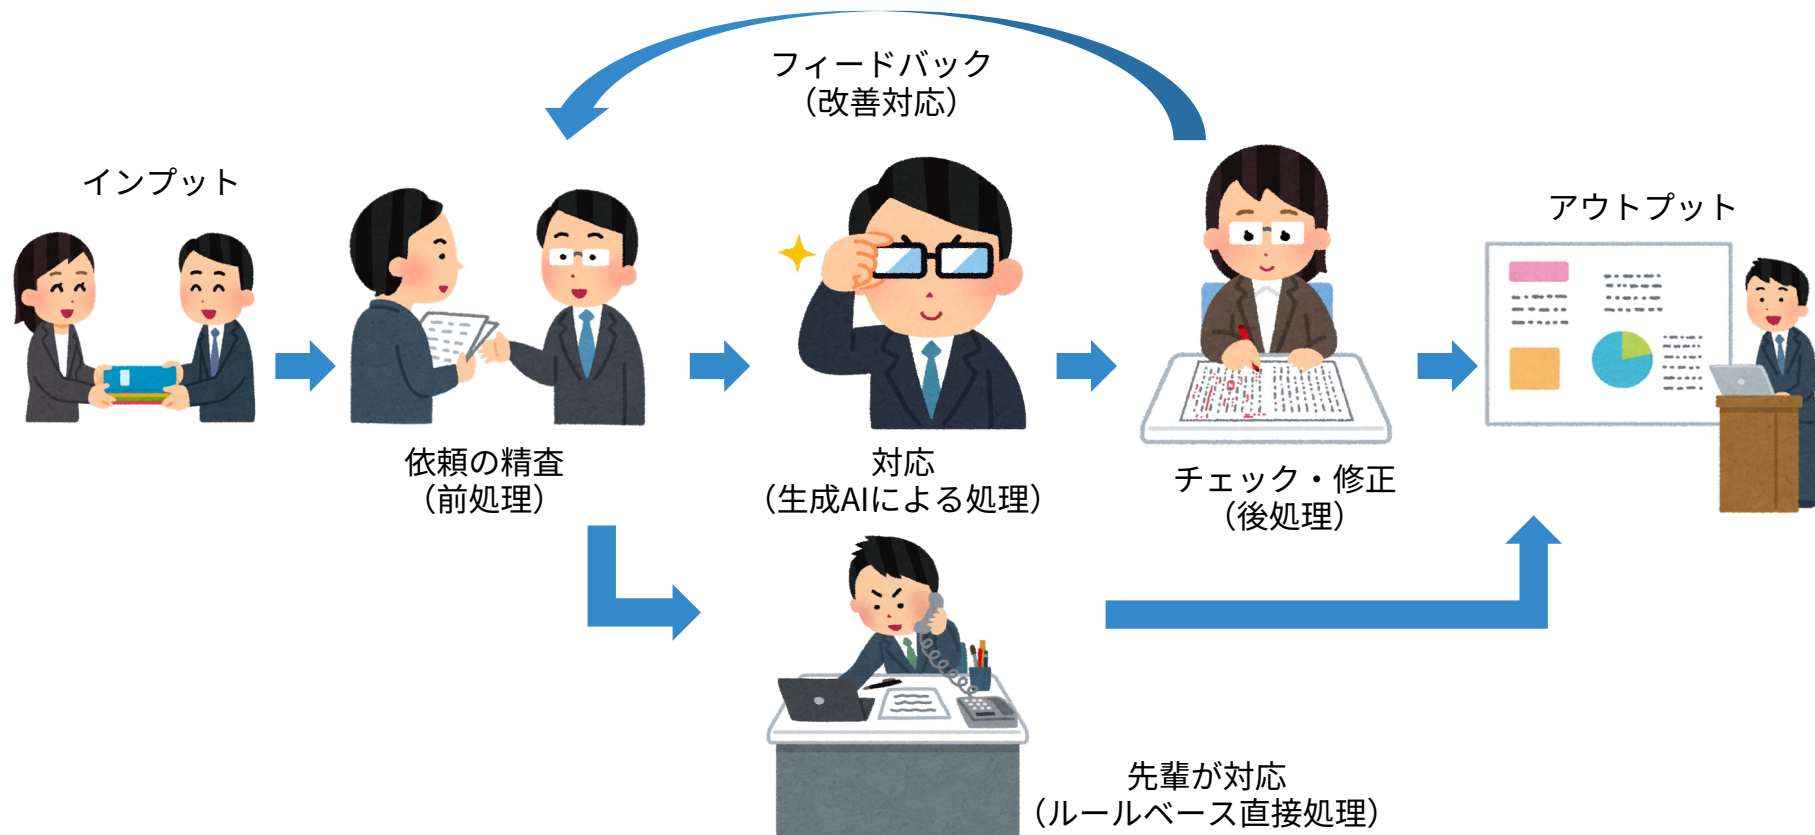 フィードバック
（改善対応）
インプット
アウトプット
依頼の精査
（前処理）
対応
（生成AIによる処理）
チェック・修正
（後処理）
先輩が対応
（ルールベース直接処理）